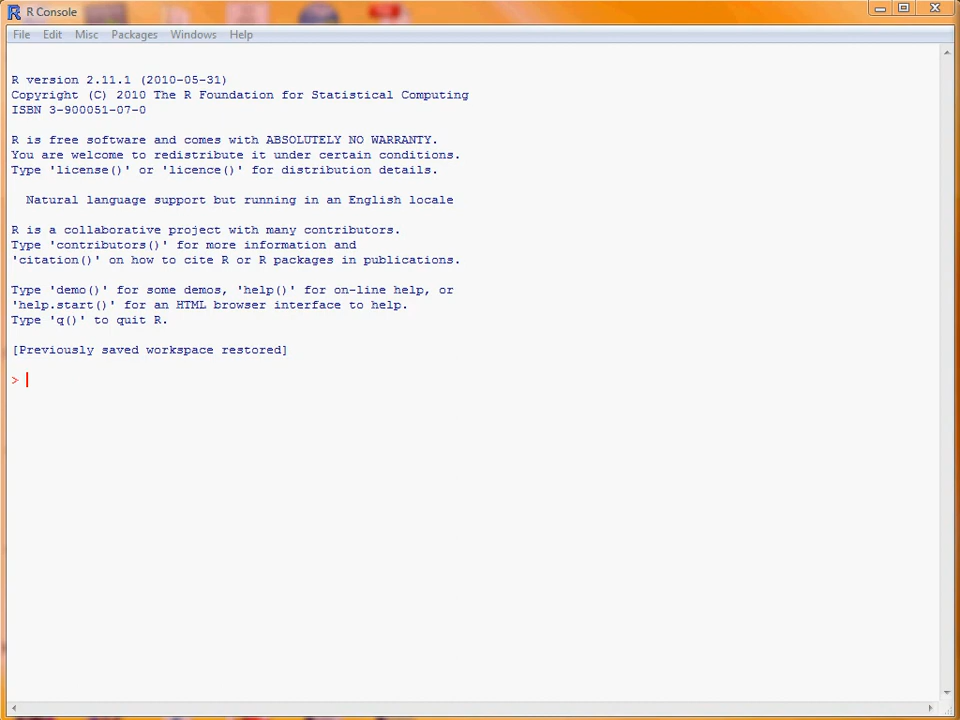 R Console
File Edit Misc Packages Windows Help
R version 2.11.1 (2010-05-31)
Copyright (C) 2010 The R Foundation for Statistical Computing
ISBN 3-900051-07-0
R is free software and comes with ABSOLUTELY NO WARRANTY.
You are welcome to redistribute it under certain conditions.
Type 'license()' or 'licence()' for distribution details.
Natural language support but running in an English locale
R is a collaborative project with many contributors.
Type 'contributors()' for more information and
'citation()' on how to cite R or R packages in publications.
Type 'demo()' for some demos, 'help()' for on-line help, or
'help.start()' for an HTML browser interface to help.
Type 'q()' to quit R.
[Previously saved workspace restored]
>